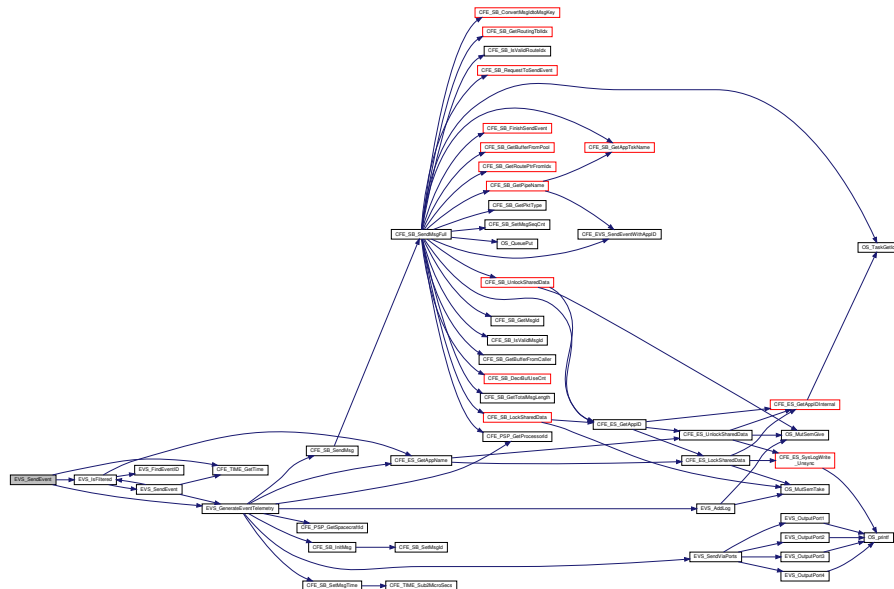 CFE_SB_ConvertMsgIdtoMsgKey
CFE_SB_GetRoutingTblIdx
CFE_SB_IsValidRouteIdx
CFE_SB_RequestToSendEvent
CFE_SB_FinishSendEvent
CFE_SB_GetBufferFromPool
CFE_SB_GetAppTskName
CFE_SB_GetRoutePtrFromIdx
CFE_SB_GetPipeName
CFE_SB_GetPktType
CFE_SB_SetMsgSeqCnt
CFE_SB_SendMsgFull
CFE_EVS_SendEventWithAppID
OS_QueuePut
OS_TaskGetId
CFE_SB_UnlockSharedData
CFE_SB_GetMsgId
CFE_SB_IsValidMsgId
CFE_SB_GetBufferFromCaller
CFE_SB_DecrBufUseCnt
CFE_SB_GetTotalMsgLength
CFE_ES_GetAppIDInternal
CFE_SB_LockSharedData
CFE_ES_GetAppID
CFE_PSP_GetProcessorId
CFE_ES_UnlockSharedData
OS_MutSemGive
CFE_SB_SendMsg
CFE_ES_GetAppName
CFE_ES_LockSharedData
CFE_ES_SysLogWrite
_Unsync
EVS_FindEventID
CFE_TIME_GetTime
EVS_SendEvent
EVS_IsFiltered
EVS_SendEvent
OS_MutSemTake
EVS_GenerateEventTelemetry
EVS_AddLog
CFE_PSP_GetSpacecraftId
EVS_OutputPort1
EVS_OutputPort2
OS_printf
CFE_SB_InitMsg
CFE_SB_SetMsgId
EVS_SendViaPorts
EVS_OutputPort3
EVS_OutputPort4
CFE_SB_SetMsgTime
CFE_TIME_Sub2MicroSecs